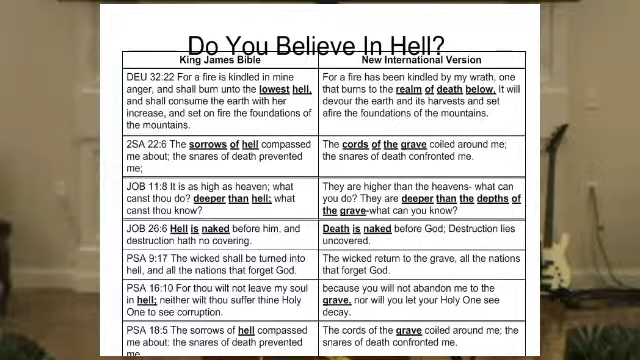 Do You Believe In Hell?
King James Bible
New International Version
DEU 32:22 For a fire is kindled in mine
anger, and shall burn unto the lowest hell,
and shall consume the earth with her
increase, and set on fire the foundations of
the mountains.
For a fire has been kindled by my wrath, one
that burns to the realm of death below. It will
devour the earth and its harvests and set
afire the foundations of the mountains.
2SA 22:6 The sorrows of hell compassed
me about; the snares of death prevented
me;
The cords of the grave coiled around me;
the snares of death confronted me.
JOB 11:8 It is as high as heaven; what
canst thou do? deeper than hell; what
canst thou know?
They are higher than the heavens- what can
you do? They are deeper than the depths of
the grave-what can you know?
JOB 26:6 Hell is naked before him, and
destruction hath no covering.
Death is naked before God; Destruction lies
uncovered.
PSA 9:17 The wicked shall be turned into
hell, and all the nations that forget God.
The wicked return to the grave, all the nations
that forget God.
PSA 16:10 For thou wilt not leave my soul
in hell; neither wilt thou suffer thine Holy
One to see corruption.
because you will not abandon me to the
grave, nor will you let your Holy One see
decay.
PSA 18:5 The sorrows of hell compassed
me about: the snares of death prevented
me
The cords of the grave coiled around me; the
snares of death confronted me.